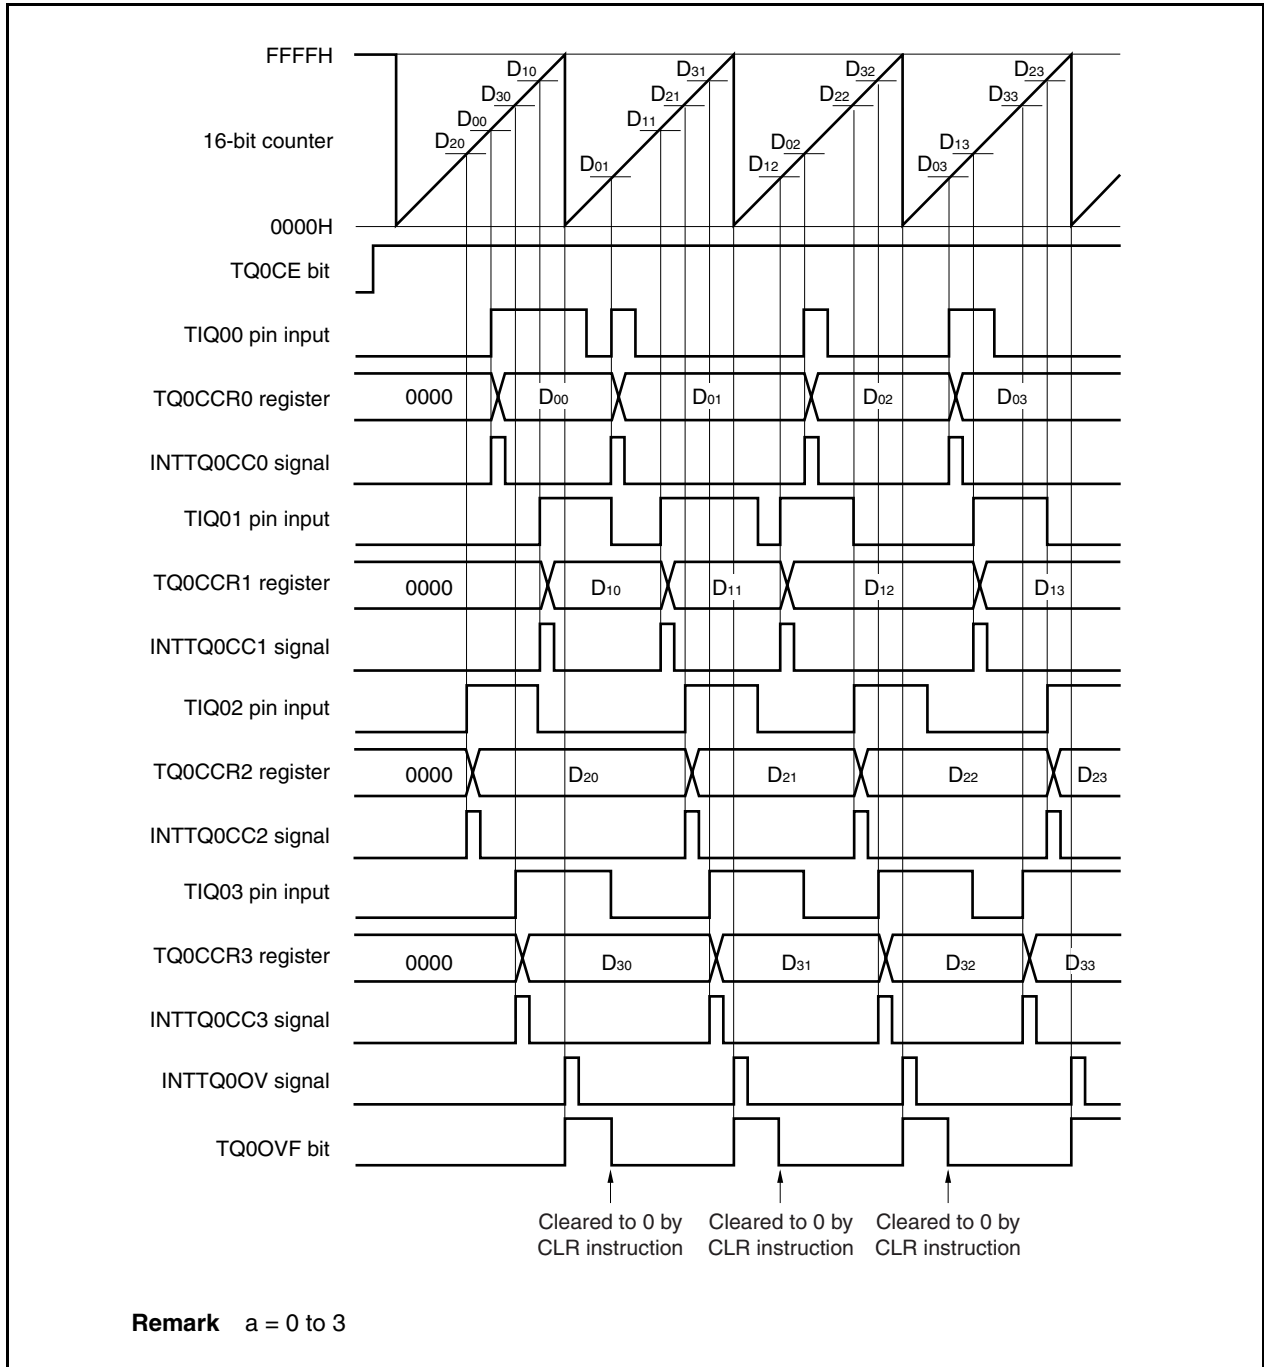 FFFFH
D10
D31
D32
D23
D30
D21
D22
D33
D00
D11
16-bit counter
D20
D02
D13
D01
D12
D03
0000H
TQ0CE bit
TIQ00 pin input
TQ0CCR0 register
0000 D00 D01 D02 D03
INTTQ0CC0 signal
TIQ01 pin input
TQ0CCR1 register
0000 D10 D11 D12 D13
INTTQ0CC1 signal
TIQ02 pin input
TQ0CCR2 register
0000 D20 D21 D22 D23
INTTQ0CC2 signal
TIQ03 pin input
TQ0CCR3 register
0000 D30 D31 D32 D33
INTTQ0CC3 signal
INTTQ0OV signal
TQ0OVF bit
Cleared to 0 by
CLR instruction
Cleared to 0 by
CLR instruction
Cleared to 0 by
CLR instruction
Remark a = 0 to 3